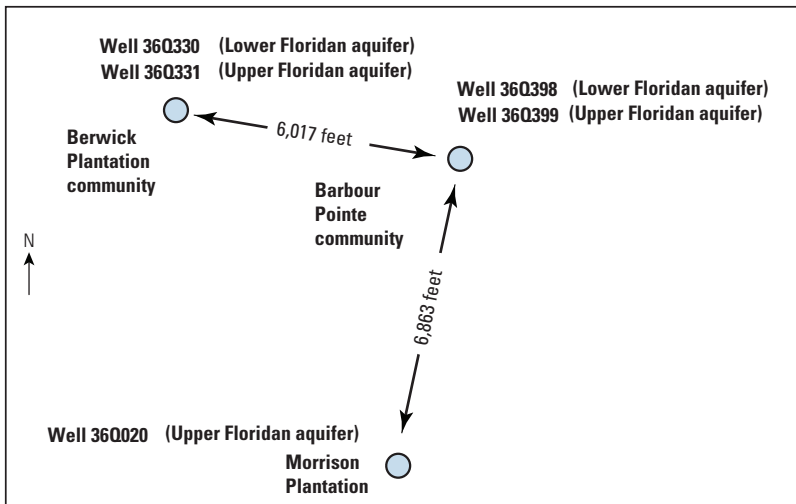 Well 36Q330 (Lower Floridan aquifer)
Well 36Q331 (Upper Floridan aquifer)
Well 36Q398 (Lower Floridan aquifer)
Well 36Q399 (Upper Floridan aquifer)
6,017 feet
Berwick
Plantation
community
Barbour
Pointe
community
N
6,863 feet
Well 36Q020 (Upper Floridan aquifer)
Morrison
Plantation